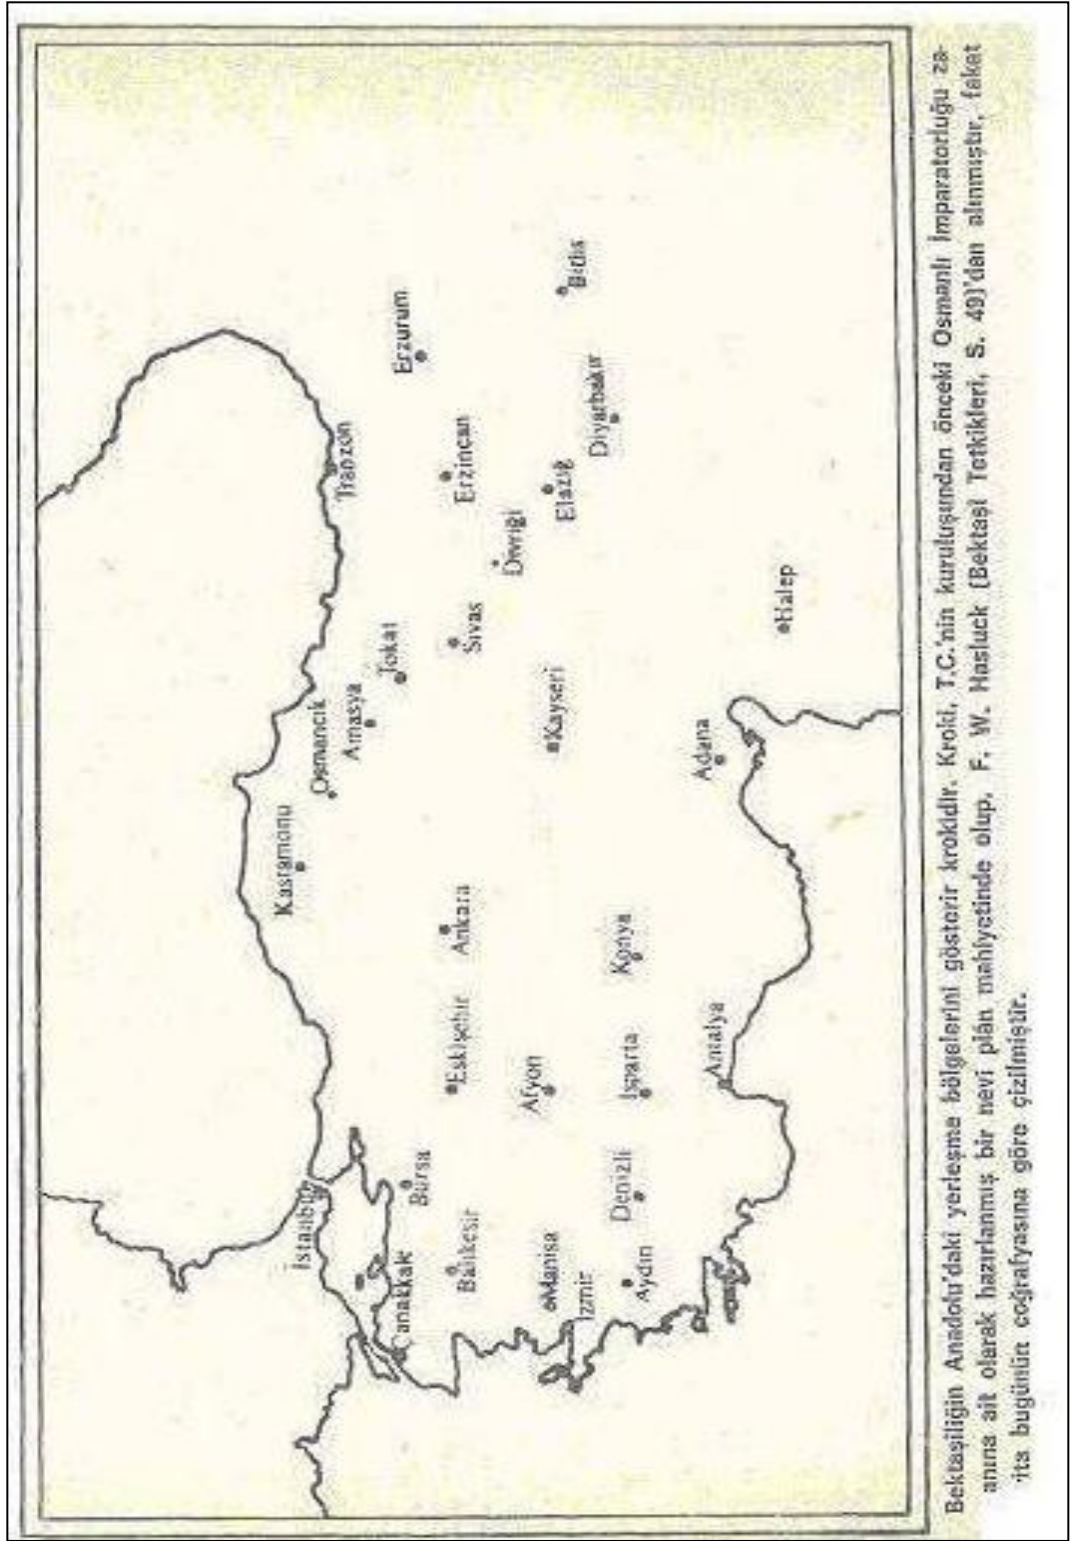 Kastamonu
Osmancık
Amasya
Tokat
Trabzon
Erzurum
İstanbul
Çanakkale
Bursa
Balıkesir
Eskişehir
Ankara
Sivas
Divriği
Erzincan
Manisa
İzmir
Afyon
Kayseri
Elazığ
Diyarbakır
Bitlis
Aydın
Denizli
Isparta
Konya
Antalya
Adana
Halep
Bektaşiliğin Anadolu'daki yerleşme bölgelerini gösterir krokidir. Kroki, T.C.'nin kuruluşundan önceki Osmanlı İmparatorluğu za-
anına ait olarak hazırlanmış bir nevi plân mahiyetinde olup, F. W. Hasluck (Bektaşi Tetkikleri, S. 49)'dan alınmıştır, fakat
rita bugünün coğrafyasına göre çizilmiştir.